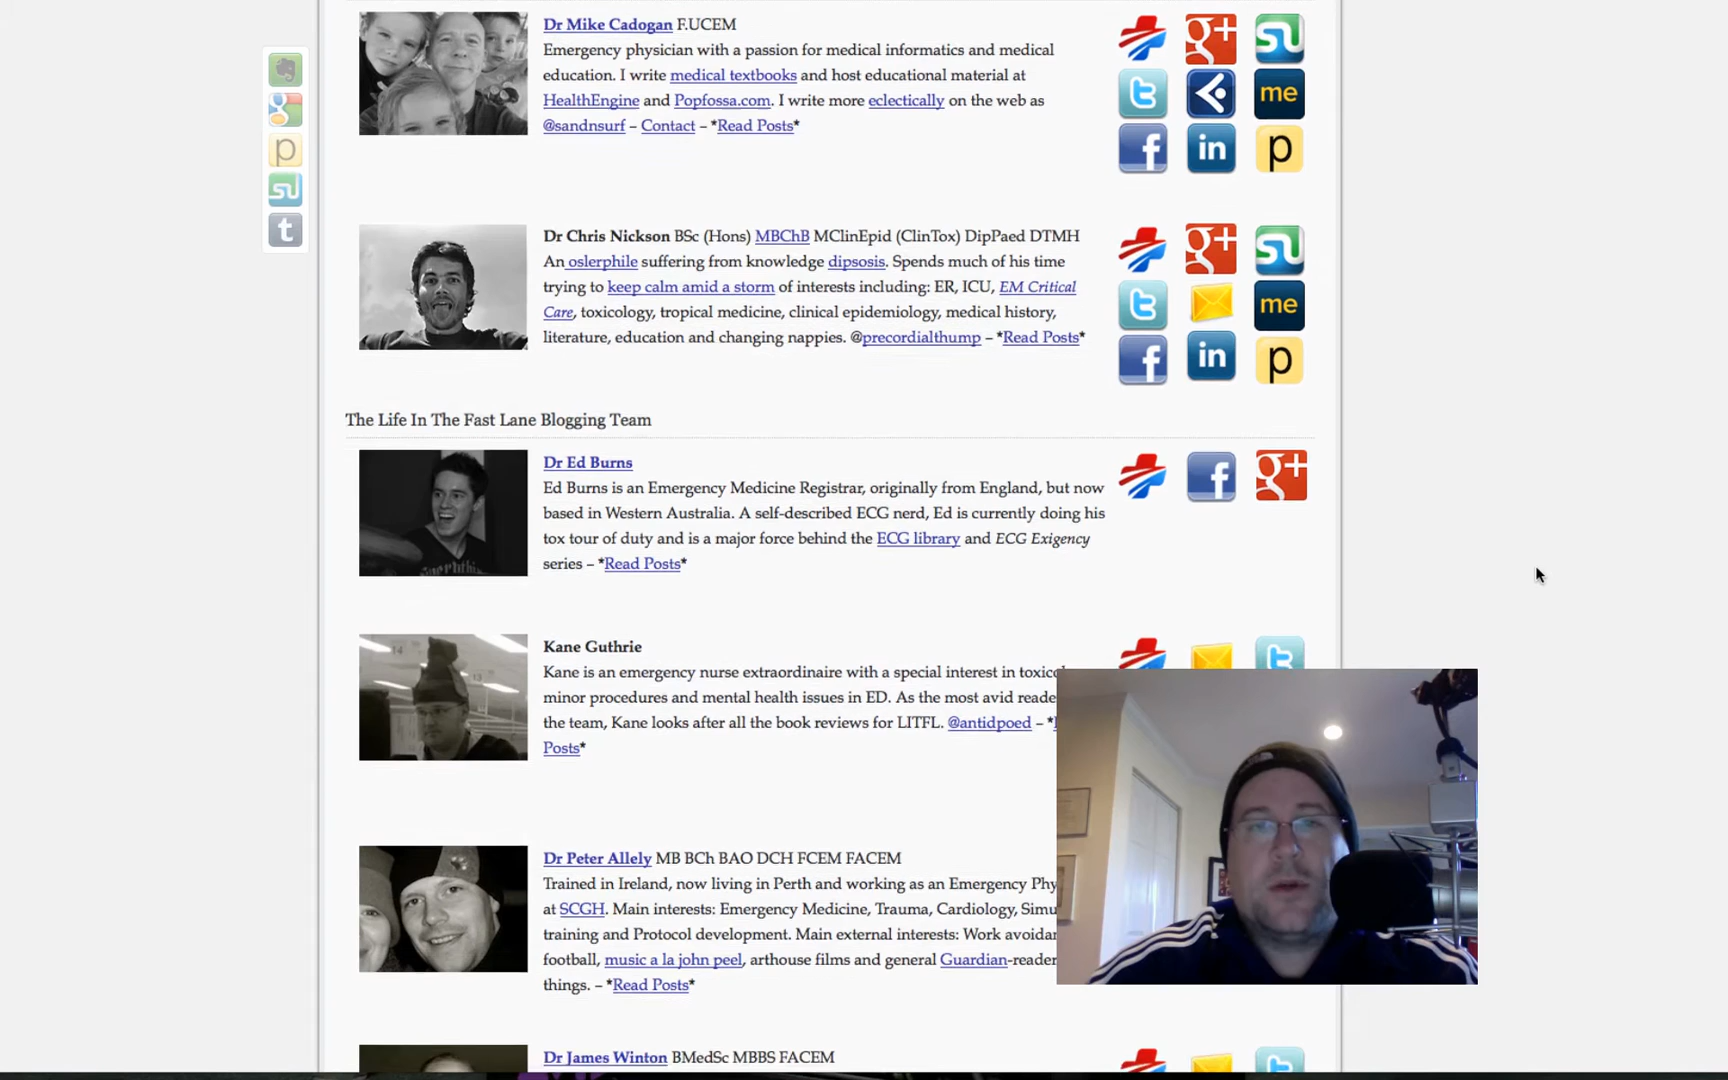 Dr Mike Cadogan F.UCEM
Emergency physician with a passion for medical informatics and medical
education. I write medical textbooks and host educational material at
HealthEngine and Popfossa.com. I write more eclectically on the web as
@sandnsurf – Contact – *Read Posts*
g+
t
me
f
in
p
p
t
Dr Chris Nickson BSc (Hons) MBChB MClinEpid (ClinTox) DipPaed DTMH
An oslerphile suffering from knowledge dipsosis. Spends much of his time
trying to keep calm amid a storm of interests including: ER, ICU, EM Critical
Care, toxicology, tropical medicine, clinical epidemiology, medical history,
literature, education and changing nappies. @precordialthump – *Read Posts*
g+
t
me
f
in
p
The Life In The Fast Lane Blogging Team
Dr Ed Burns
Ed Burns is an Emergency Medicine Registrar, originally from England, but now
based in Western Australia. A self-described ECG nerd, Ed is currently doing his
tox tour of duty and is a major force behind the ECG library and ECG Exigency
series – *Read Posts*
f
g+
Kane Guthrie
Kane is an emergency nurse extraordinaire with a special interest in toxico
minor procedures and mental health issues in ED. As the most avid reade
the team, Kane looks after all the book reviews for LITFL. @antidpoed – *
Posts*
Dr Peter Allely MB BCh BAO DCH FCEM FACEM
Trained in Ireland, now living in Perth and working as an Emergency Phy
at SCGH. Main interests: Emergency Medicine, Trauma, Cardiology, Simu
training and Protocol development. Main external interests: Work avoidan
football, music a la john peel, arthouse films and general Guardian-reader
things. – *Read Posts*
Dr James Winton BMedSc MBBS FACEM